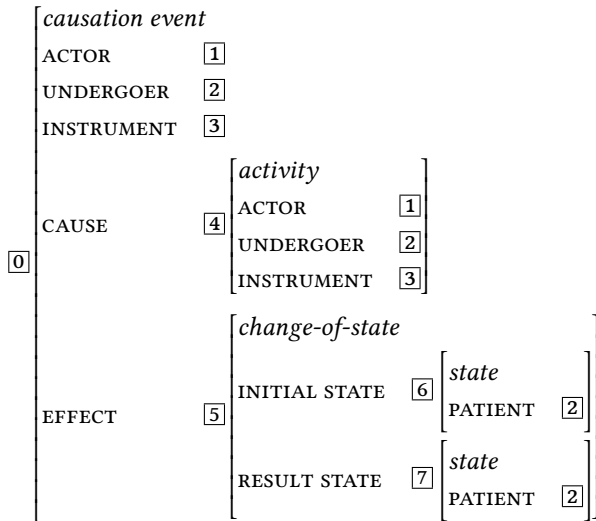 causation event
ACTOR 1
UNDERGOER 2
INSTRUMENT 3
activity
ACTOR 1
CAUSE 4
UNDERGOER 2
0
INSTRUMENT 3
change-of-state
state
INITIAL STATE 6
PATIENT 2
EFFECT 5
state
RESULT STATE 7
PATIENT 2